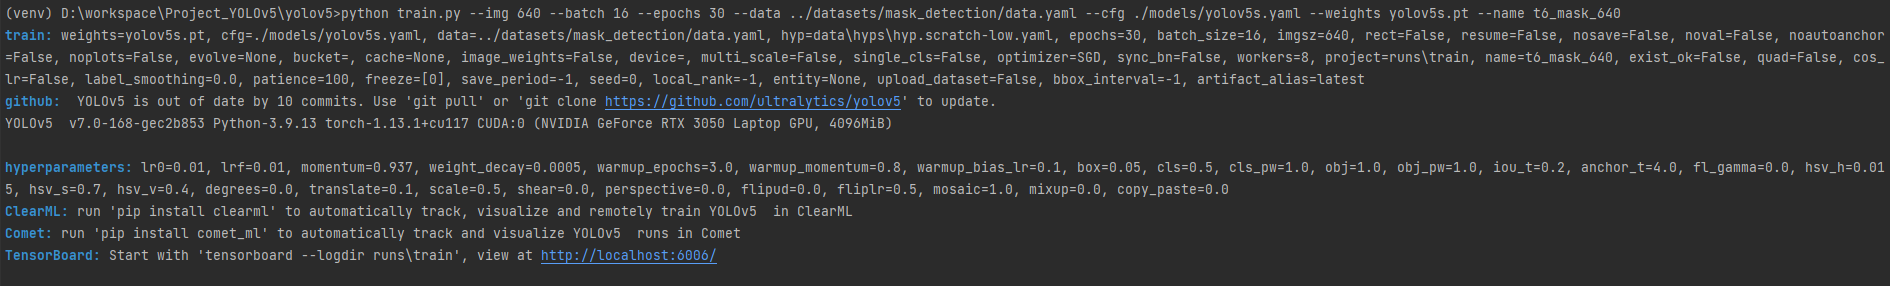 (venv) D:\workspace\Project_YOLOv5\yolov5>python train.py --img 640 --batch 16 --epochs 30 --data ../datasets/mask_detection/data.yaml --cfg ./models/yolov5s.yaml --weights yolov5s.pt --name t6_mask_640
train: weights=yolov5s.pt, cfg=./models/yolov5s.yaml, data=../datasets/mask_detection/data.yaml, hyp=data\hyps\hyp.scratch-low.yaml, epochs=30, batch_size=16, imgsz=640, rect=False, resume=False, nosave=False, noval=False, noautoanchor
=False, noplots=False, evolve=None, bucket=, cache=None, image_weights=False, device=, multi_scale=False, single_cls=False, optimizer=SGD, sync_bn=False, workers=8, project=runs\train, name=t6_mask_640, exist_ok=False, quad=False, cos_
lr=False, label_smoothing=0.0, patience=100, freeze=[0], save_period=-1, seed=0, local_rank=-1, entity=None, upload_dataset=False, bbox_interval=-1, artifact_alias=latest
github:  YOLOv5 is out of date by 10 commits. Use 'git pull' or 'git clone https://github.com/ultralytics/yolov5' to update.
YOLOv5  v7.0-168-gec2b853 Python-3.9.13 torch-1.13.1+cu117 CUDA:0 (NVIDIA GeForce RTX 3050 Laptop GPU, 4096MiB)
hyperparameters: lr0=0.01, lrf=0.01, momentum=0.937, weight_decay=0.0005, warmup_epochs=3.0, warmup_momentum=0.8, warmup_bias_lr=0.1, box=0.05, cls=0.5, cls_pw=1.0, obj=1.0, obj_pw=1.0, iou_t=0.2, anchor_t=4.0, fl_gamma=0.0, hsv_h=0.01
5, hsv_s=0.7, hsv_v=0.4, degrees=0.0, translate=0.1, scale=0.5, shear=0.0, perspective=0.0, flipud=0.0, fliplr=0.5, mosaic=1.0, mixup=0.0, copy_paste=0.0
ClearML: run 'pip install clearml' to automatically track, visualize and remotely train YOLOv5  in ClearML
Comet: run 'pip install comet_ml' to automatically track and visualize YOLOv5  runs in Comet
TensorBoard: Start with 'tensorboard --logdir runs\train', view at http://localhost:6006/